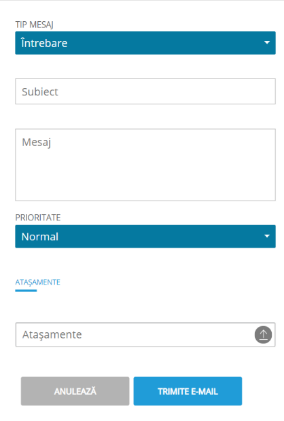 TIP MESAJ
Întrebare
Subiect
Mesaj
PRIORITATE
Normal
ATAȘAMENTE
Atașamente
ANULEAZĂ
TRIMITE E-MAIL